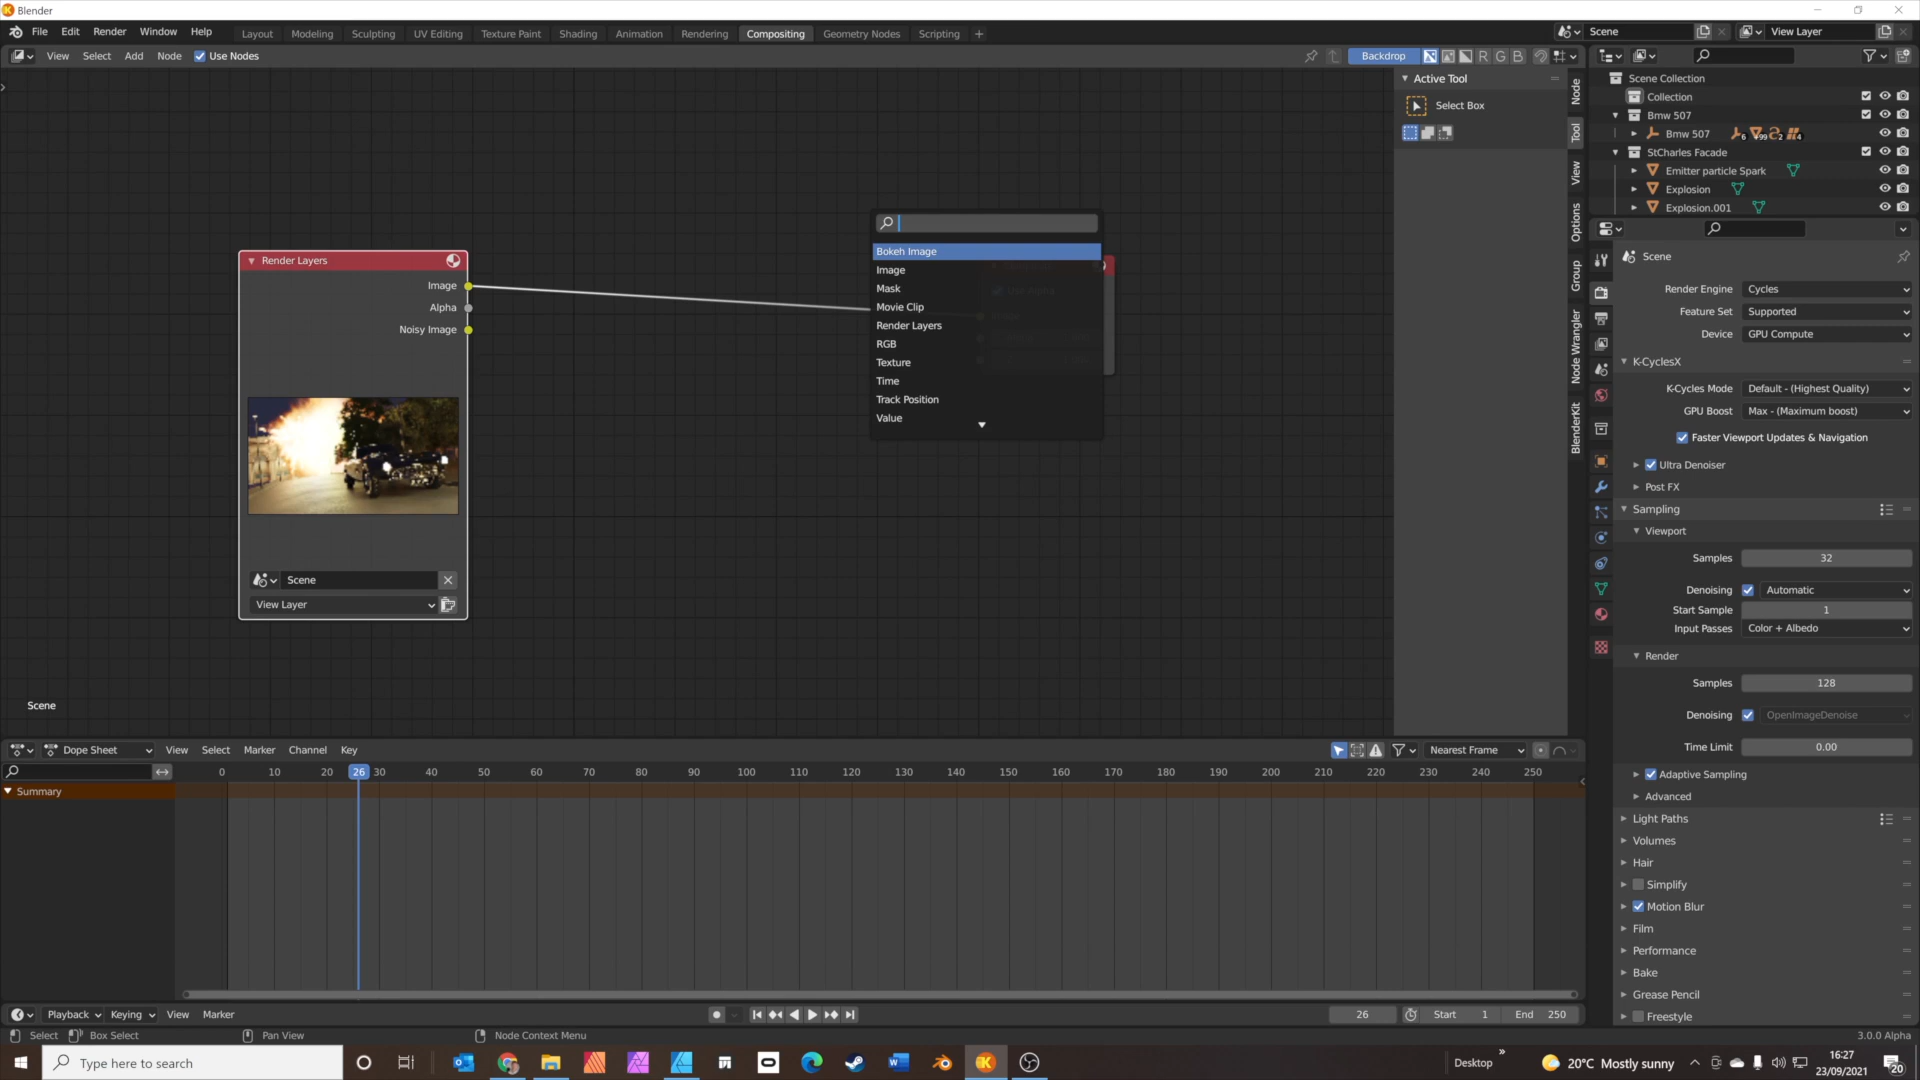 Blender
File Edit Render Window Help
Layout Modeling Sculpting UV Editing Texture Paint Shading Animation Rendering Compositing Geometry Nodes Scripting +
Scene
View Layer
View Select Add Node Use Nodes
Backdrop R G B
Active Tool
Select Box
Node
Tool
View
Options
Group
Node Wrangler
BlenderKit
Scene Collection
Collection
Bmw 507
Bmw 507
StCharles Facade
Emitter particle Spark
Explosion
Explosion.001
Render Layers
Image
Alpha
Noisy Image
Scene
View Layer
Bokeh Image
Image
Mask
Movie Clip
Render Layers
RGB
Texture
Time
Track Position
Value
Scene
Scene
Render Engine Cycles
Feature Set Supported
Device GPU Compute
K-CyclesX
K-Cycles Mode Default - (Highest Quality)
GPU Boost Max - (Maximum boost)
Faster Viewport Updates & Navigation
Ultra Denoiser
Post FX
Sampling
Viewport
Samples 32
Denoising Automatic
Start Sample 1
Input Passes Color + Albedo
Render
Samples 128
Denoising OpenImageDenoise
Time Limit 0.00
Adaptive Sampling
Advanced
Light Paths
Volumes
Hair
Simplify
Motion Blur
Film
Performance
Bake
Grease Pencil
Freestyle
Dope Sheet View Select Marker Channel Key
Nearest Frame
0 10 20 26 30 40 50 60 70 80 90 100 110 120 130 140 150 160 170 180 190 200 210 220 230 240 250
Summary
Playback Keying View Marker
26 Start 1 End 250
Select Box Select Pan View Node Context Menu
3.0.0 Alpha
Type here to search
Desktop
20°C Mostly sunny
16:27
23/09/2021
20